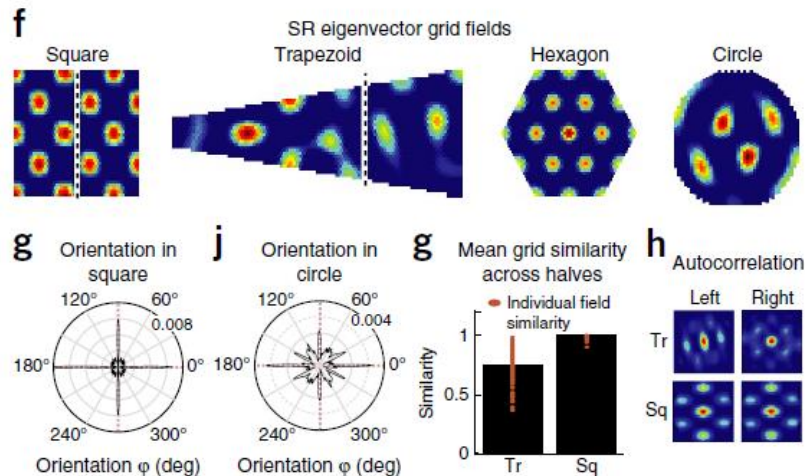 f
SR eigenvector grid fields
Square
Trapezoid
Hexagon
Circle
g
Orientation in
square
120°
60°
0.008
180°
0°
240°
300°
Orientation φ (deg)
j
Orientation in
circle
120°
60°
0.004
180°
0°
240°
300°
Orientation φ (deg)
g
Mean grid similarity
across halves
Individual field
similarity
Similarity
1
0.5
0
Tr
Sq
h
Autocorrelation
Left
Right
Tr
Sq